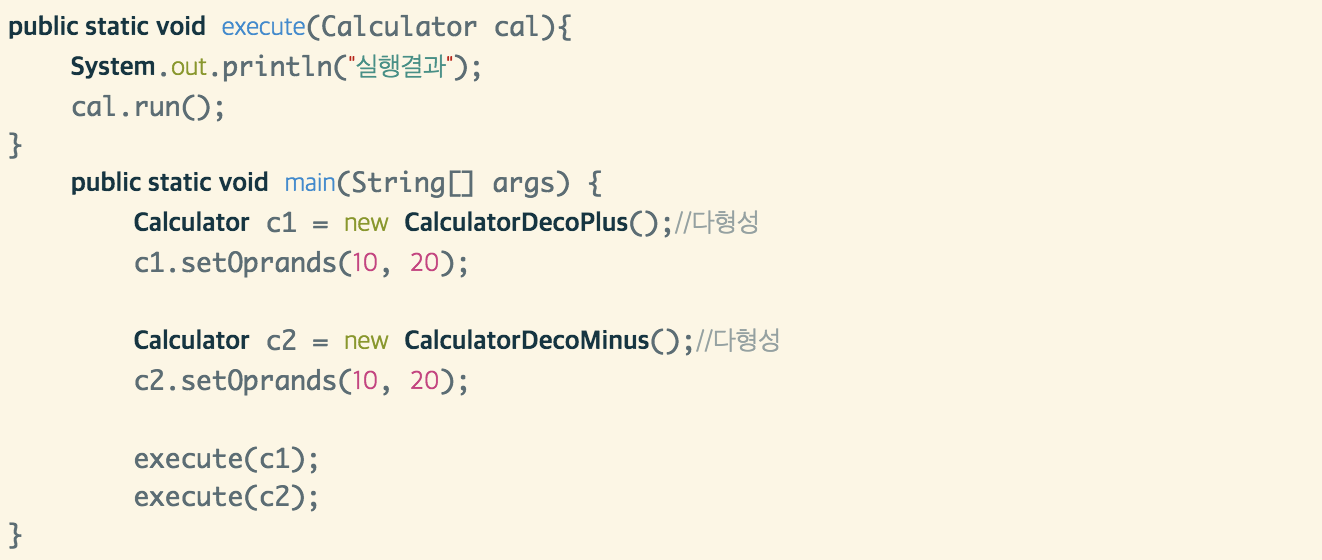 public static void execute(Calculator cal){
System.out.println("실행결과");
cal.run();
}
public static void main(String[] args) {
Calculator c1 = new CalculatorDecoPlus();//다형성
c1.setOprands(10, 20);
Calculator c2 = new CalculatorDecoMinus();//다형성
c2.setOprands(10, 20);
execute(c1);
execute(c2);
}